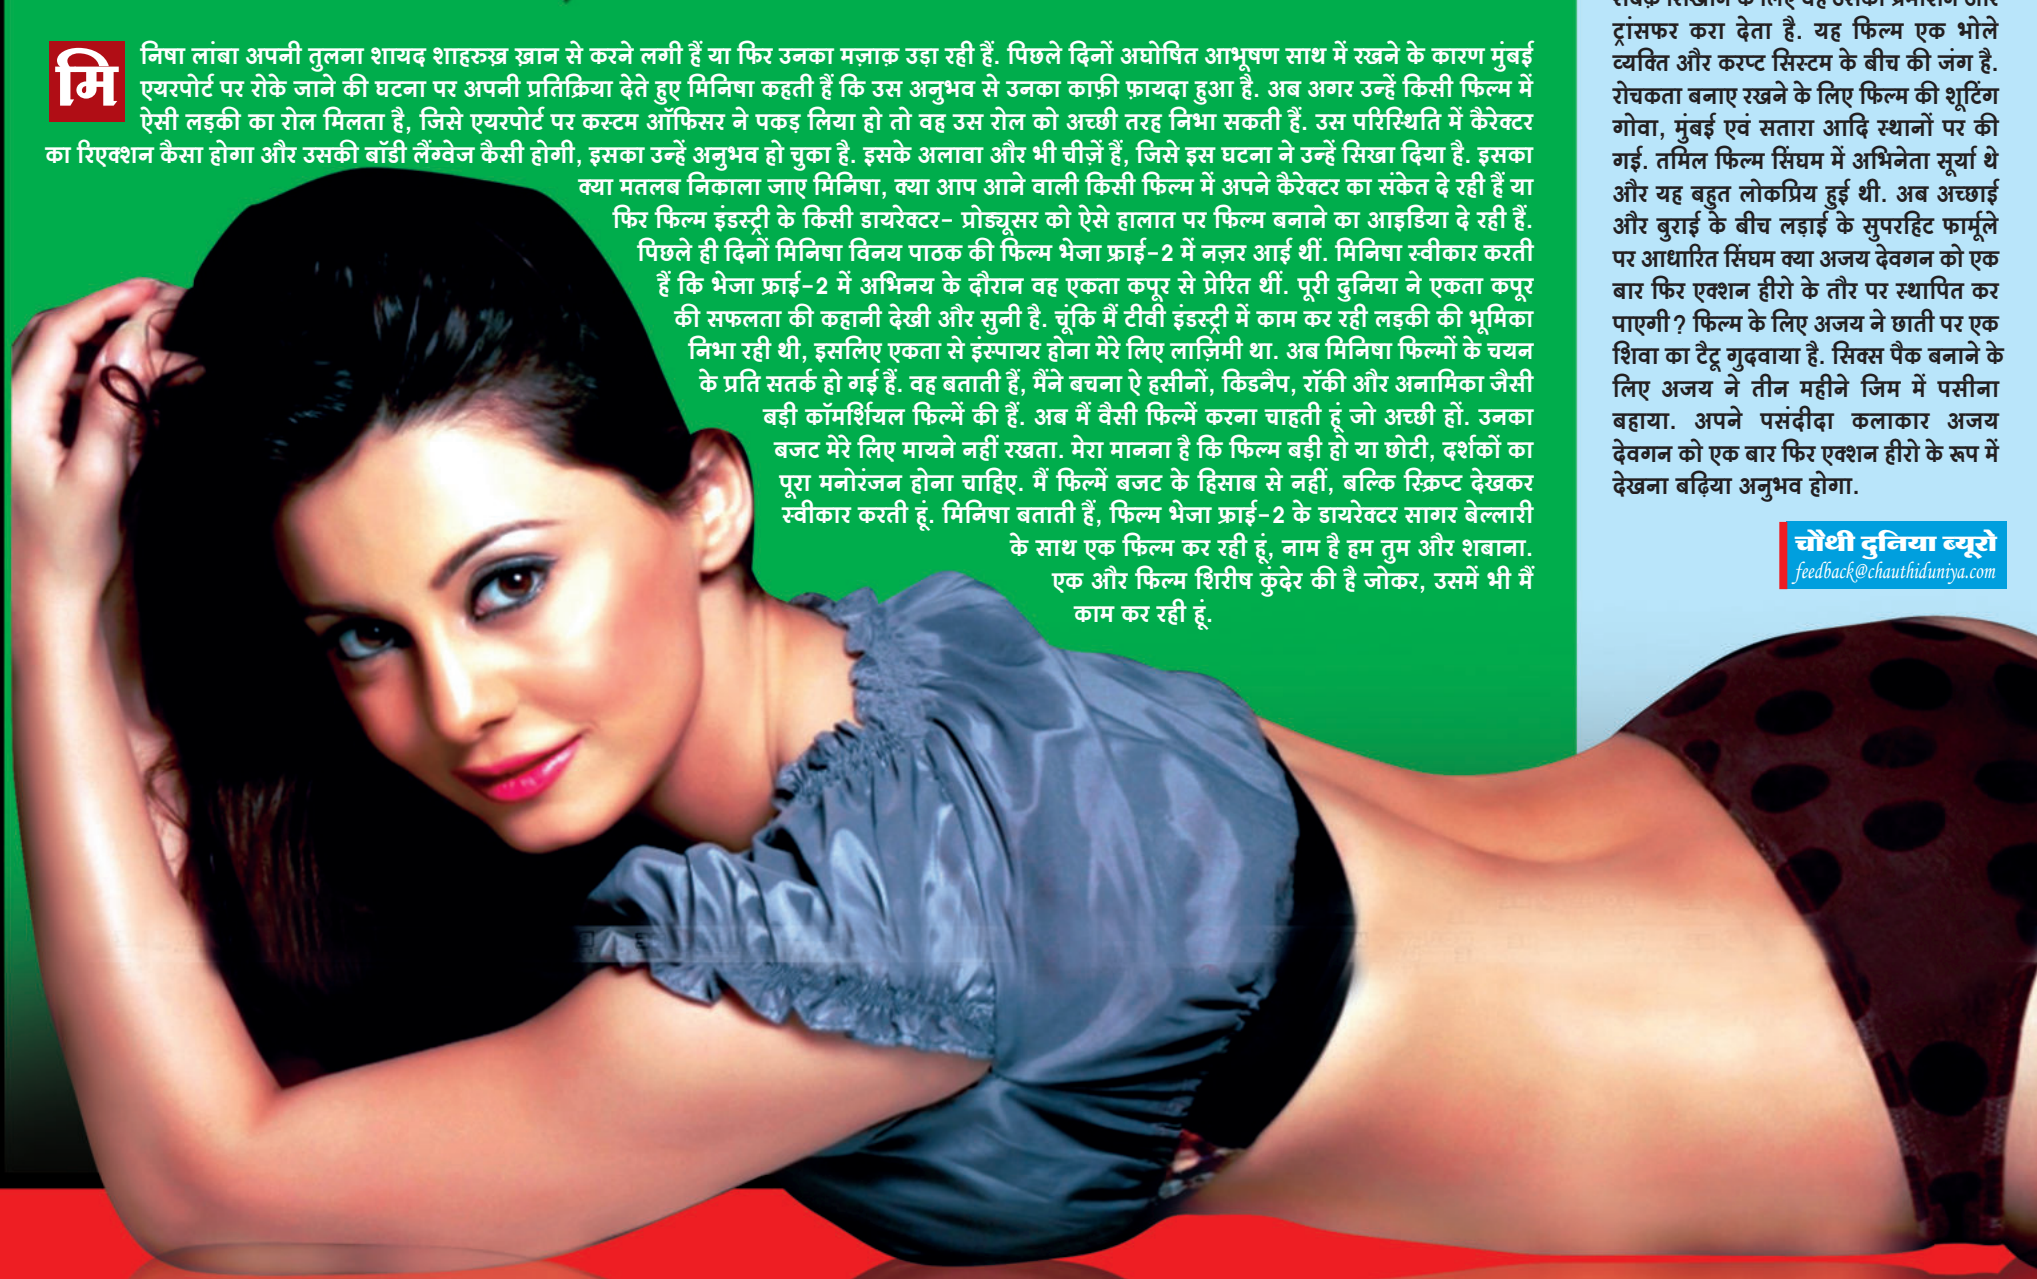 मिनिषा लांबा अपनी तुलना शायद शाहरुख़ ख़ान से करने लगी हैं या फिर उनका मज़ाक़ उड़ा रही हैं. पिछले दिनों अघोषित आभूषण साथ में रखने के कारण मुंबई
एयरपोर्ट पर रोके जाने की घटना पर अपनी प्रतिक्रिया देते हुए मिनिषा कहती हैं कि उस अनुभव से उनका काफ़ी फ़ायदा हुआ है. अब अगर उन्हें किसी फिल्म में
ऐसी लड़की का रोल मिलता है, जिसे एयरपोर्ट पर कस्टम ऑफिसर ने पकड़ लिया हो तो वह उस रोल को अच्छी तरह निभा सकती हैं. उस परिस्थिति में कैरेक्टर
का रिएक्शन कैसा होगा और उसकी बॉडी लैंग्वेज कैसी होगी, इसका उन्हें अनुभव हो चुका है. इसके अलावा और भी चीज़ें हैं, जिसे इस घटना ने उन्हें सिखा दिया है. इसका
क्या मतलब निकाला जाए मिनिषा, क्या आप आने वाली किसी फिल्म में अपने कैरेक्टर का संकेत दे रही हैं या
फिर फिल्म इंडस्ट्री के किसी डायरेक्टर- प्रोड्यूसर को ऐसे हालात पर फिल्म बनाने का आइडिया दे रही हैं.
पिछले ही दिनों मिनिषा विनय पाठक की फिल्म भेजा फ्राई-2 में नज़र आई थीं. मिनिषा स्वीकार करती
हैं कि भेजा फ्राई-2 में अभिनय के दौरान वह एकता कपूर से प्रेरित थीं. पूरी दुनिया ने एकता कपूर
की सफलता की कहानी देखी और सुनी है. चूंकि मैं टीवी इंडस्ट्री में काम कर रही लड़की की भूमिका
निभा रही थी, इसलिए एकता से इंस्पायर होना मेरे लिए लाज़िमी था. अब मिनिषा फिल्मों के चयन
के प्रति सतर्क हो गई हैं. वह बताती हैं, मैंने बचना ऐ हसीनों, किडनैप, रॉकी और अनामिका जैसी
बड़ी कॉमर्शियल फिल्में की हैं. अब मैं वैसी फिल्में करना चाहती हूं जो अच्छी हों. उनका
बजट मेरे लिए मायने नहीं रखता. मेरा मानना है कि फिल्म बड़ी हो या छोटी, दर्शकों का
पूरा मनोरंजन होना चाहिए. मैं फिल्में बजट के हिसाब से नहीं, बल्कि स्क्रिप्ट देखकर
स्वीकार करती हूं. मिनिषा बताती हैं, फिल्म भेजा फ्राई-2 के डायरेक्टर सागर बेल्लारी
के साथ एक फिल्म कर रही हूं, नाम है हम तुम और शबाना.
एक और फिल्म शिरीष कुंदेर की है जोकर, उसमें भी मैं
काम कर रही हूं.
ट्रांसफर करा देता है. यह फिल्म एक भोले
व्यक्ति और करप्ट सिस्टम के बीच की जंग है.
रोचकता बनाए रखने के लिए फिल्म की शूटिंग
गोवा, मुंबई एवं सतारा आदि स्थानों पर की
गई. तमिल फिल्म सिंघम में अभिनेता सूर्या थे
और यह बहुत लोकप्रिय हुई थी. अब अच्छाई
और बुराई के बीच लड़ाई के सुपरहिट फार्मूले
पर आधारित सिंघम क्या अजय देवगन को एक
बार फिर एक्शन हीरो के तौर पर स्थापित कर
पाएगी? फिल्म के लिए अजय ने छाती पर एक
शिवा का टैटू गुदवाया है. सिक्स पैक बनाने के
लिए अजय ने तीन महीने जिम में पसीना
बहाया. अपने पसंदीदा कलाकार अजय
देवगन को एक बार फिर एक्शन हीरो के रूप में
देखना बढ़िया अनुभव होगा.
चौथी दुनिया ब्यूरो
feedback@chauthiduniya.com